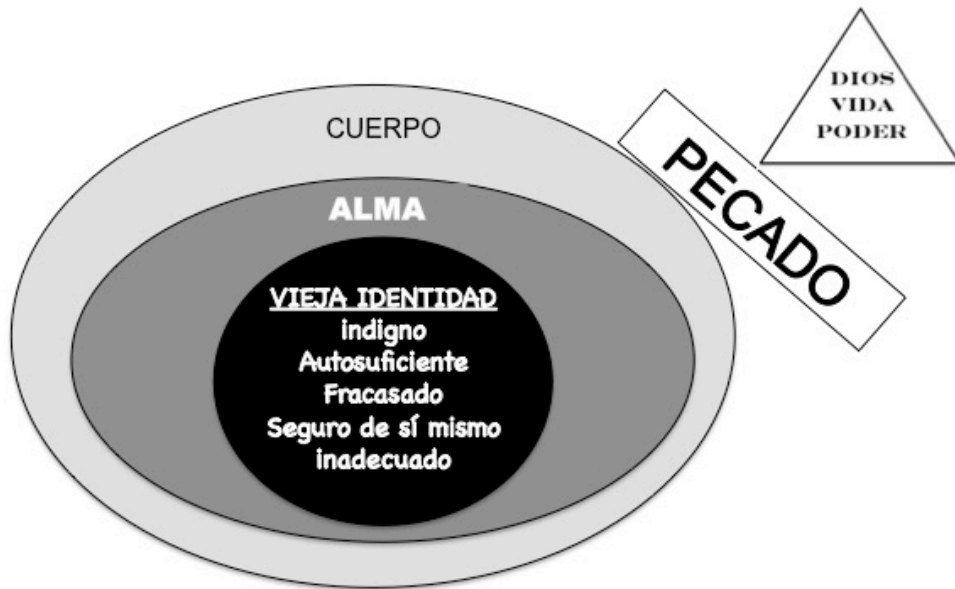 DIOS
VIDA
PODER
CUERPO
PECADO
ALMA
VIEJA IDENTIDAD
indigno
Autosuficiente
Fracasado
Seguro de sí mismo
inadecuado